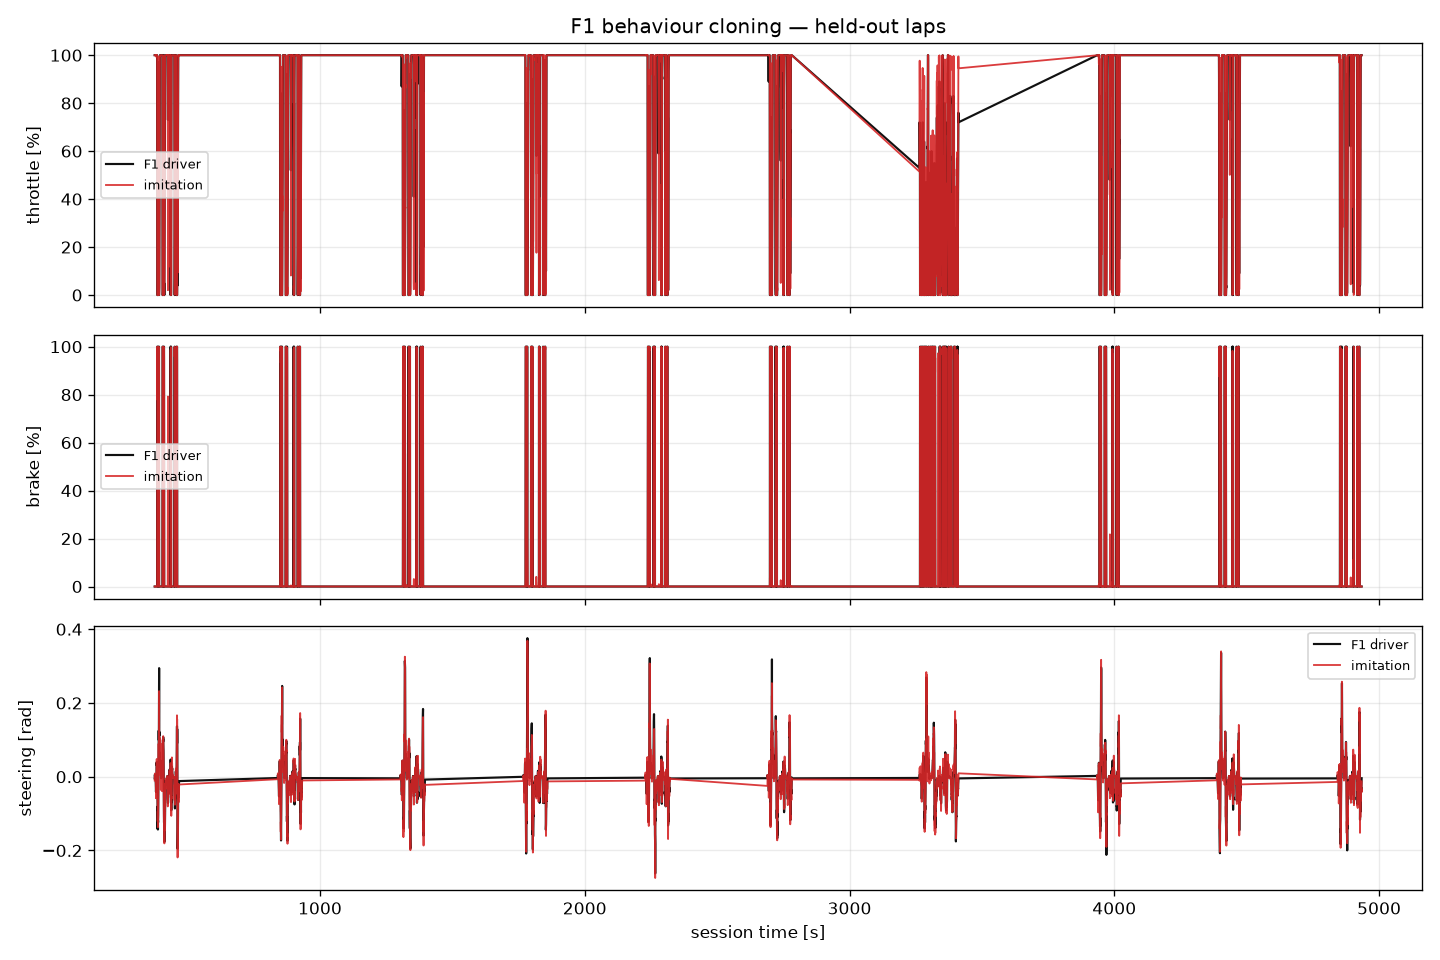 F1 behaviour cloning — held-out laps
throttle [%]
100
80
60
40
20
0
F1 driver
imitation
brake [%]
100
80
60
40
20
0
F1 driver
imitation
steering [rad]
0.4
0.2
0.0
−0.2
F1 driver
imitation
1000 2000 3000 4000 5000
session time [s]